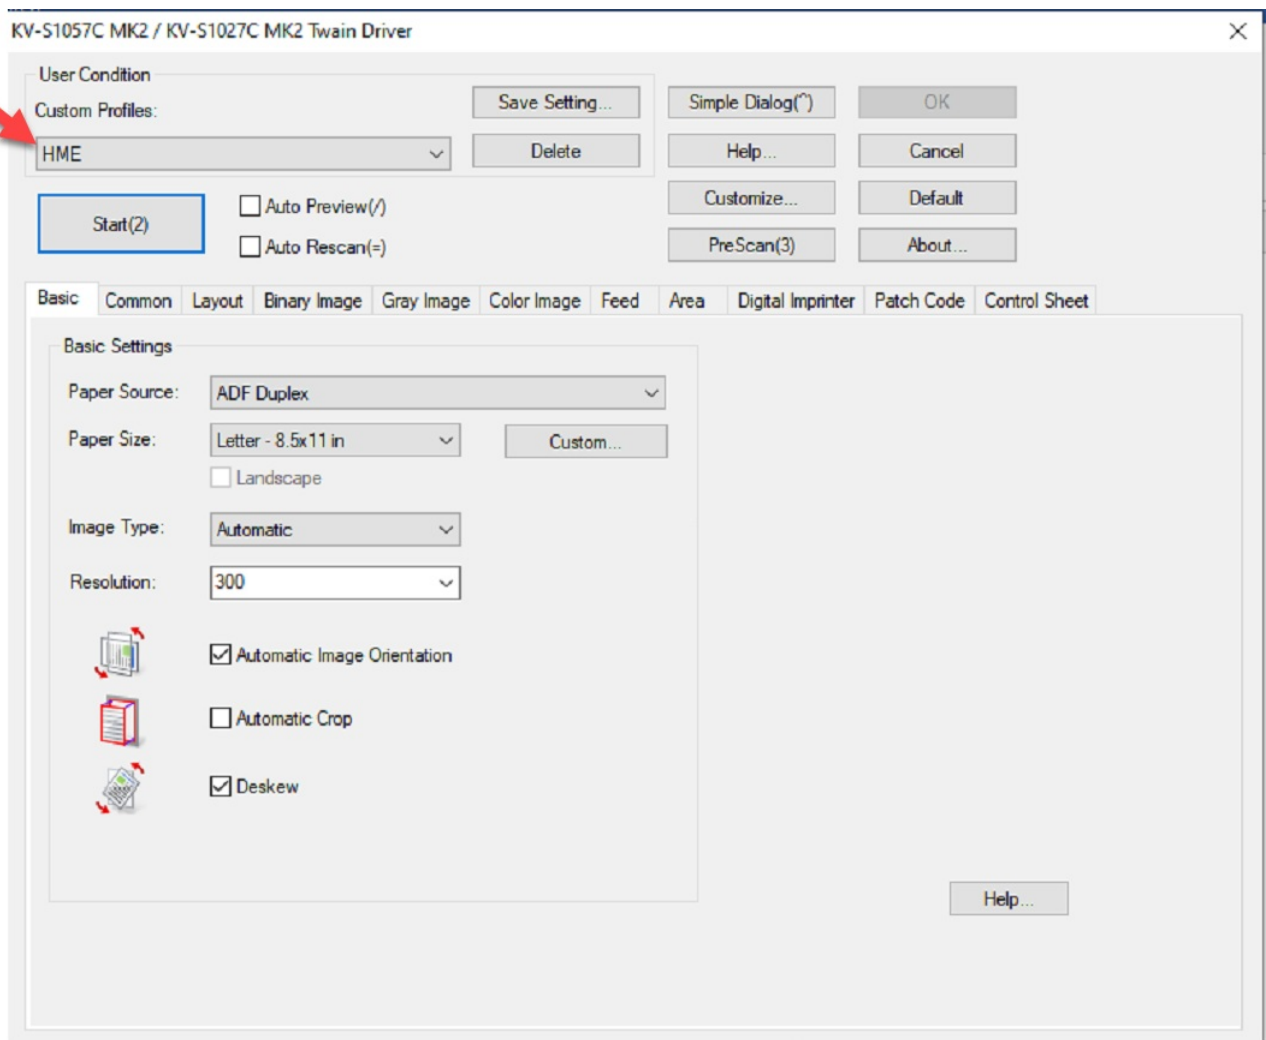 KV-S1057C MK2 / KV-S1027C MK2 Twain Driver
User Condition
Custom Profiles:
Save Setting...
Simple Dialog(^)
OK
HME
Delete
Help...
Cancel
Start(2)
Auto Preview(/)
Customize...
Default
Auto Rescan(=)
PreScan(3)
About...
Basic Common Layout Binary Image Gray Image Color Image Feed Area Digital Imprinter Patch Code Control Sheet
Basic Settings
Paper Source: ADF Duplex
Paper Size: Letter - 8.5x11 in Custom...
Landscape
Image Type: Automatic
Resolution: 300
Automatic Image Orientation
Automatic Crop
Deskew
Help...